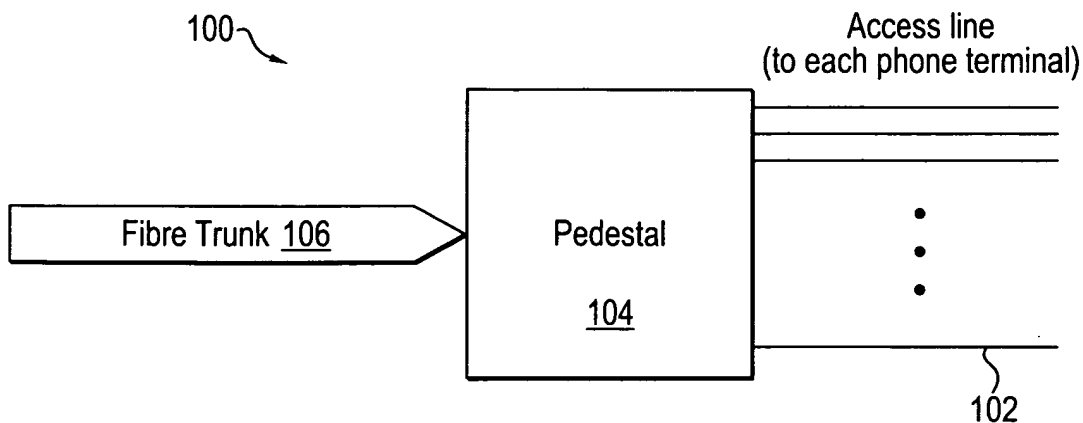 100
Access line
(to each phone terminal)
Fibre Trunk 106
Pedestal
104
102